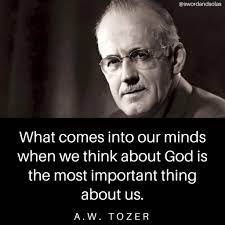 @swordandsolas
What comes into our minds
when we think about God is
the most important thing
about us.
A.W. TOZER